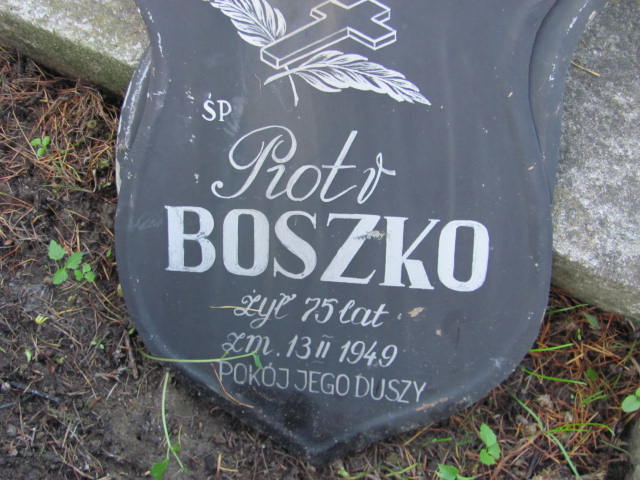 ŚP
Piotr
BOSZKO
żył 75 lat
zm. 13 II 1949
POKÓJ JEGO DUSZY